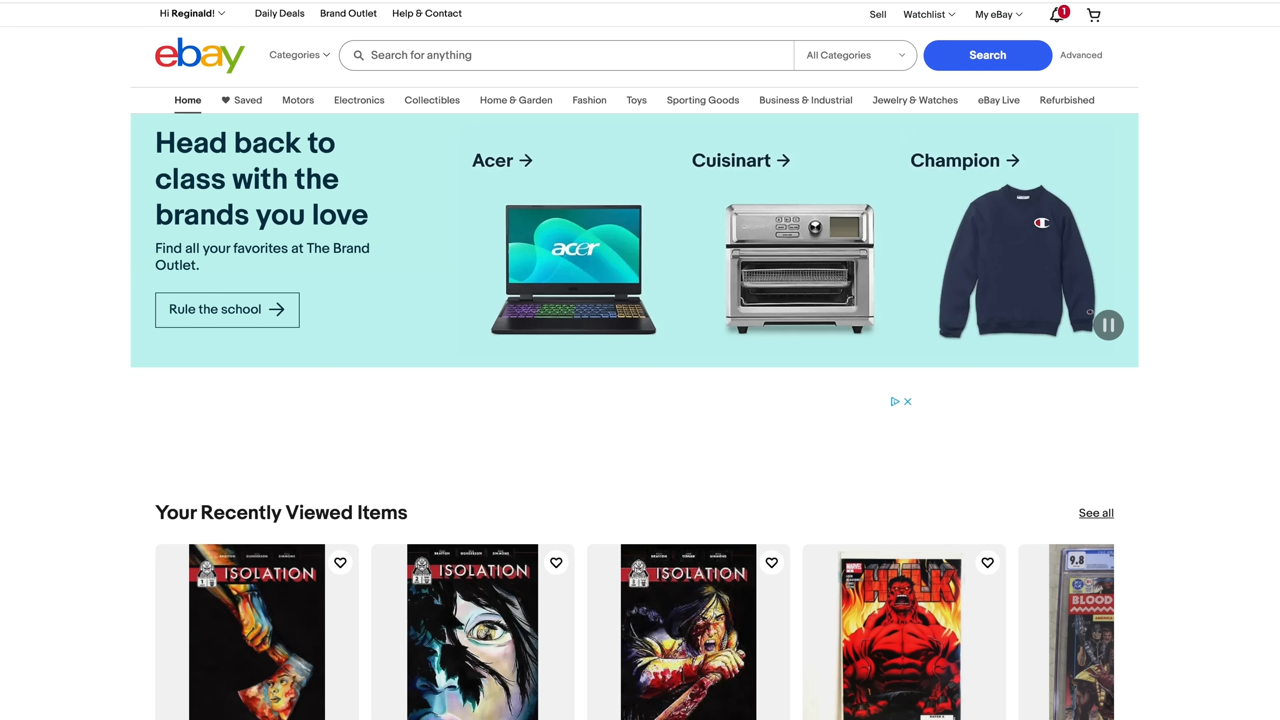 Hi Reginald!
Daily Deals
Brand Outlet
Help & Contact
Sell
Watchlist
My eBay
1
ebay
Categories
Search for anything
All Categories
Search
Advanced
Home
Saved
Motors
Electronics
Collectibles
Home & Garden
Fashion
Toys
Sporting Goods
Business & Industrial
Jewelry & Watches
eBay Live
Refurbished
Head back to
class with the
brands you love
Find all your favorites at The Brand
Outlet.
Rule the school
Acer
Cuisinart
Champion
acer
Your Recently Viewed Items
See all
ISOLATION
ISOLATION
ISOLATION
MARVEL
HULK
9.8
BLOOD